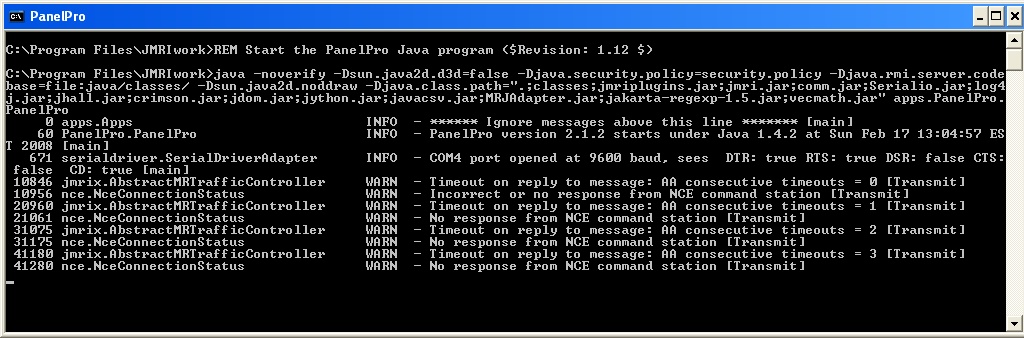 PanelPro
C:\Program Files\JMRIwork>REM Start the PanelPro Java program ($Revision: 1.12 $)
C:\Program Files\JMRIwork>java -noverify -Dsun.java2d.d3d=false -Djava.security.policy=security.policy -Djava.rmi.server.code
base=file:java/classes/ -Dsun.java2d.noddraw -Djava.class.path=".;classes;jmriplugins.jar;jmri.jar;comm.jar;Serialio.jar;log4
j.jar;jhall.jar;crimson.jar;jdom.jar;jython.jar;javacsv.jar;MRJAdapter.jar;jakarta-regexp-1.5.jar;vecmath.jar" apps.PanelPro.
PanelPro
0 apps.Apps INFO - ****** Ignore messages above this line ******* [main]
60 PanelPro.PanelPro INFO - PanelPro version 2.1.2 starts under Java 1.4.2 at Sun Feb 17 13:04:57 ES
T 2008 [main]
671 serialdriver.SerialDriverAdapter INFO - COM4 port opened at 9600 baud, sees DTR: true RTS: true DSR: false CTS:
false CD: true [main]
10846 jmrix.AbstractMRTrafficController WARN - Timeout on reply to message: AA consecutive timeouts = 0 [Transmit]
10956 nce.NceConnectionStatus WARN - Incorrect or no response from NCE command station [Transmit]
20960 jmrix.AbstractMRTrafficController WARN - Timeout on reply to message: AA consecutive timeouts = 1 [Transmit]
21061 nce.NceConnectionStatus WARN - No response from NCE command station [Transmit]
31075 jmrix.AbstractMRTrafficController WARN - Timeout on reply to message: AA consecutive timeouts = 2 [Transmit]
31175 nce.NceConnectionStatus WARN - No response from NCE command station [Transmit]
41180 jmrix.AbstractMRTrafficController WARN - Timeout on reply to message: AA consecutive timeouts = 3 [Transmit]
41280 nce.NceConnectionStatus WARN - No response from NCE command station [Transmit]